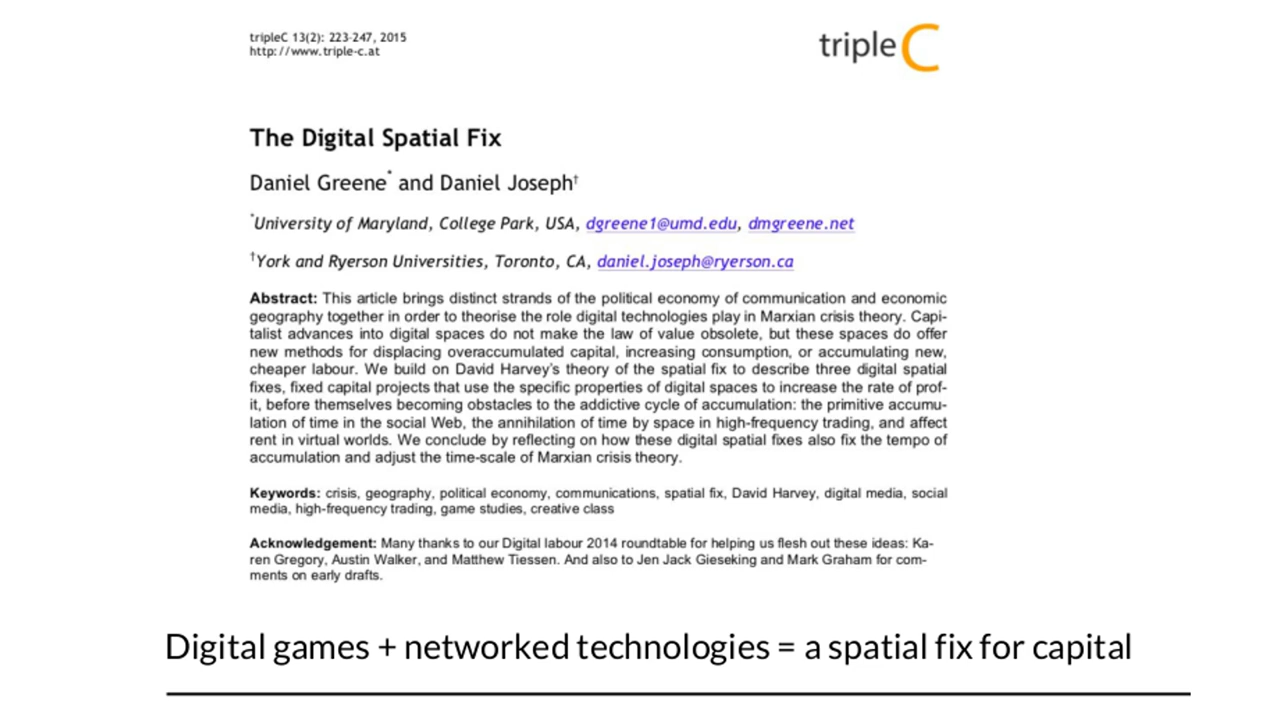 tripleC 13(2): 223-247, 2015
http://www.triple-c.at
triple C
The Digital Spatial Fix
Daniel Greene* and Daniel Joseph†
*University of Maryland, College Park, USA, dgreene1@umd.edu, dmgreene.net
†York and Ryerson Universities, Toronto, CA, daniel.joseph@ryerson.ca
Abstract: This article brings distinct strands of the political economy of communication and economic
geography together in order to theorise the role digital technologies play in Marxian crisis theory. Capi-
talist advances into digital spaces do not make the law of value obsolete, but these spaces do offer
new methods for displacing overaccumulated capital, increasing consumption, or accumulating new,
cheaper labour. We build on David Harvey's theory of the spatial fix to describe three digital spatial
fixes, fixed capital projects that use the specific properties of digital spaces to increase the rate of prof-
it, before themselves becoming obstacles to the addictive cycle of accumulation: the primitive accumu-
lation of time in the social Web, the annihilation of time by space in high-frequency trading, and affect
rent in virtual worlds. We conclude by reflecting on how these digital spatial fixes also fix the tempo of
accumulation and adjust the time-scale of Marxian crisis theory.
Keywords: crisis, geography, political economy, communications, spatial fix, David Harvey, digital media, social
media, high-frequency trading, game studies, creative class
Acknowledgement: Many thanks to our Digital labour 2014 roundtable for helping us flesh out these ideas: Ka-
ren Gregory, Austin Walker, and Matthew Tiessen. And also to Jen Jack Gieseking and Mark Graham for com-
ments on early drafts.
Digital games + networked technologies = a spatial fix for capital